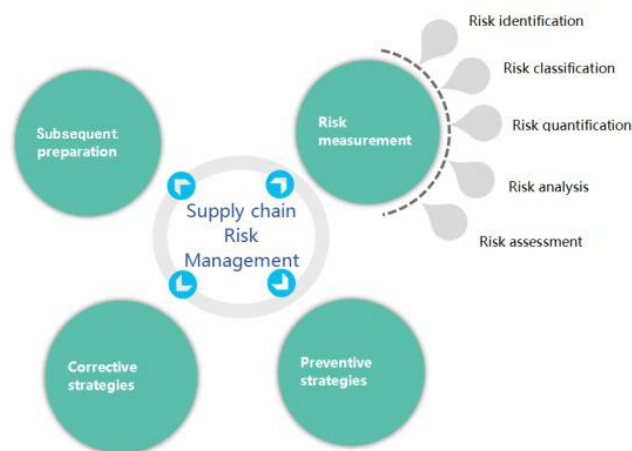 Risk identification
Risk classification
Risk quantification
Risk analysis
Risk assessment
Risk
measurement
Subsequent
preparation
Supply chain
Risk
Management
Corrective
strategies
Preventive
strategies